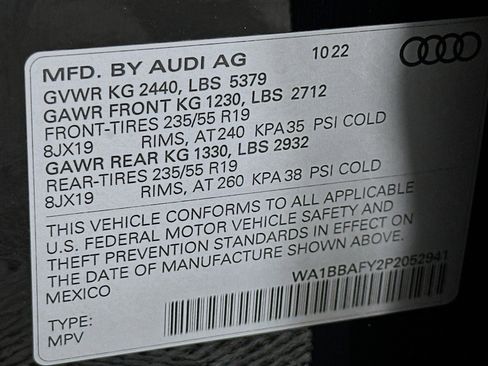 MFD. BY AUDI AG 10 22
GVWR KG 2440, LBS 5379
GAWR FRONT KG 1230, LBS 2712
FRONT-TIRES 235/55 R19
8JX19 RIMS, AT 240 KPA 35 PSI COLD
GAWR REAR KG 1330, LBS 2932
REAR-TIRES 235/55 R19
8JX19 RIMS, AT 260 KPA 38 PSI COLD
THIS VEHICLE CONFORMS TO ALL APPLICABLE
U.S. FEDERAL MOTOR VEHICLE SAFETY AND
THEFT PREVENTION STANDARDS IN EFFECT ON
THE DATE OF MANUFACTURE SHOWN ABOVE.
MEXICO
WA1BBAFY2P2052941
TYPE:
MPV